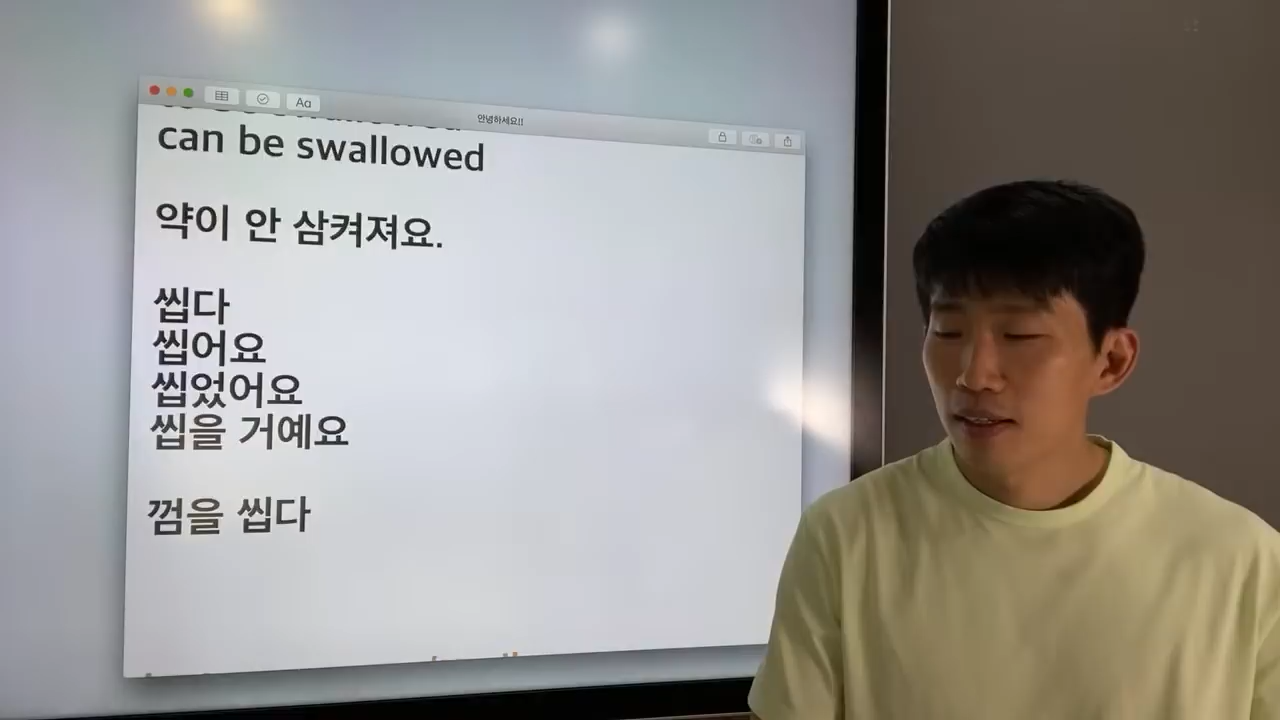 안녕하세요!!
Aa
can be swallowed
약이 안 삼켜져요.
씹다
씹어요
씹었어요
씹을 거예요
껌을 씹다